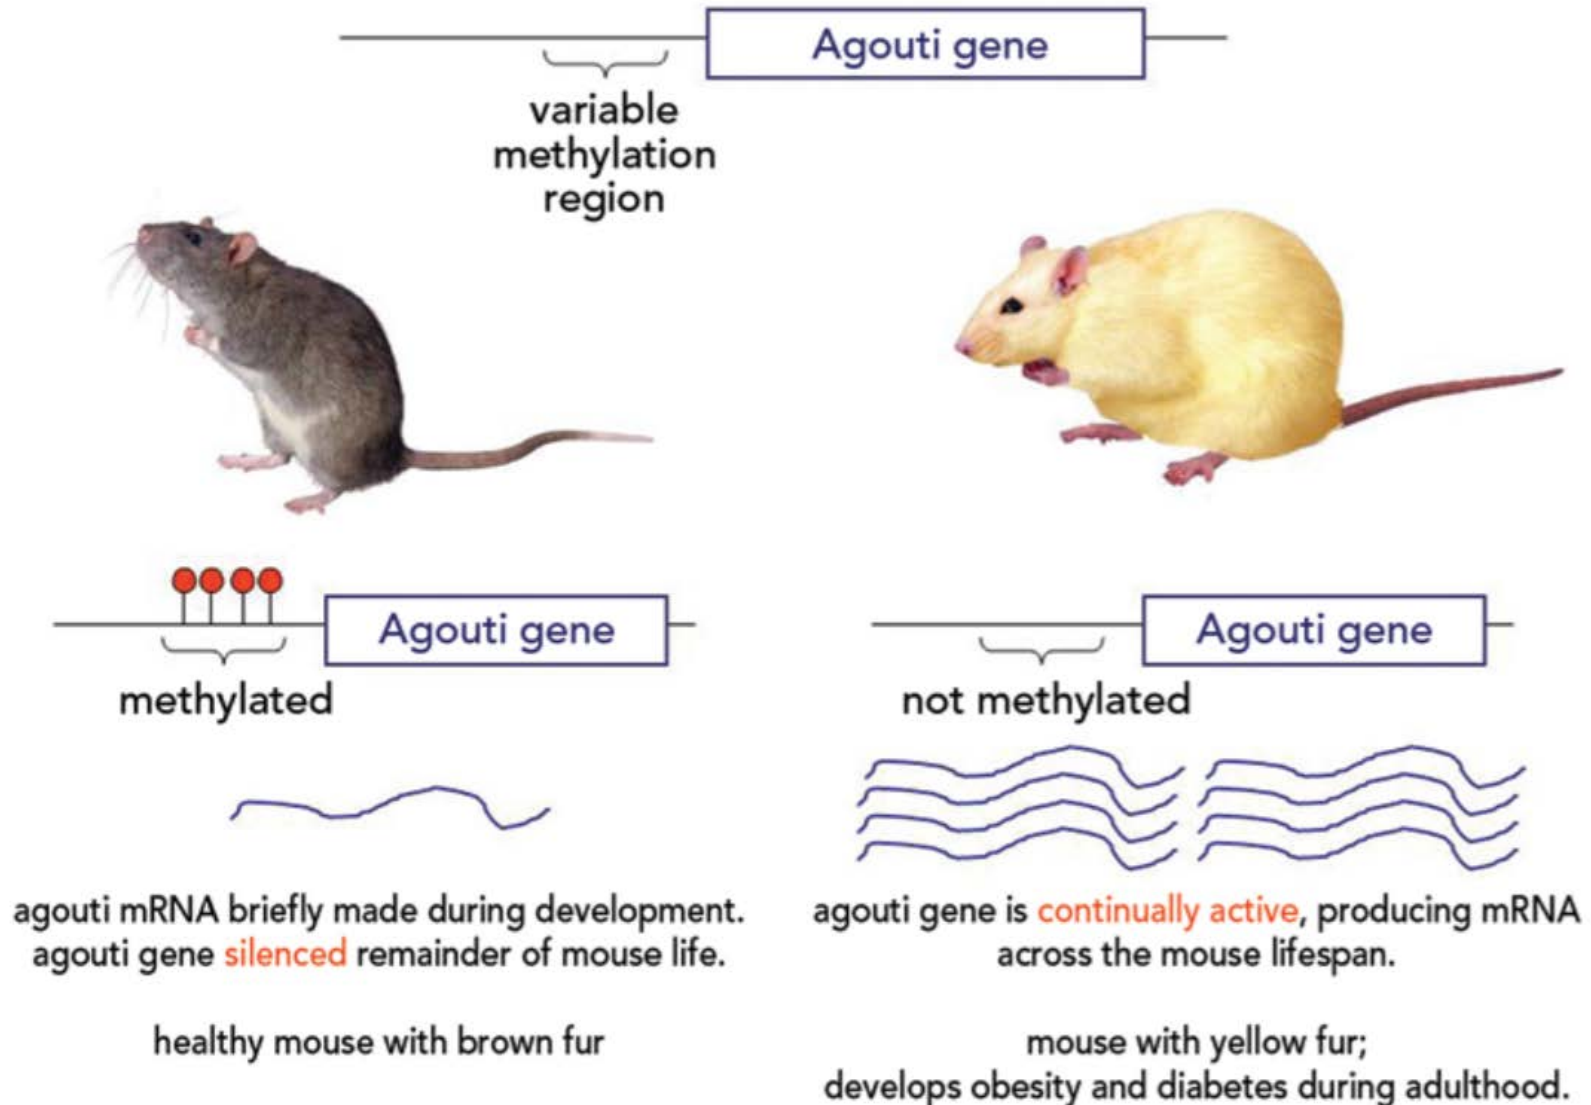 Agouti gene
variable
methylation
region
Agouti gene
methylated
agouti mRNA briefly made during development.
agouti gene silenced remainder of mouse life.
healthy mouse with brown fur
Agouti gene
not methylated
agouti gene is continually active, producing mRNA
across the mouse lifespan.
mouse with yellow fur;
develops obesity and diabetes during adulthood.